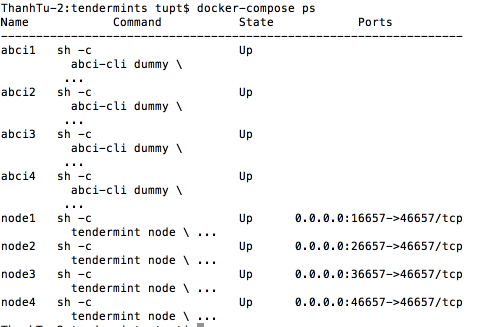 ThanhTu-2:tendermints tupt$ docker-compose ps
Name Command State Ports
------------------------------------------------------------------
abci1 sh -c Up
abci-cli dummy \
...
abci2 sh -c Up
abci-cli dummy \
...
abci3 sh -c Up
abci-cli dummy \
...
abci4 sh -c Up
abci-cli dummy \
...
node1 sh -c Up 0.0.0.0:16657->46657/tcp
tendermint node \ ...
node2 sh -c Up 0.0.0.0:26657->46657/tcp
tendermint node \ ...
node3 sh -c Up 0.0.0.0:36657->46657/tcp
tendermint node \ ...
node4 sh -c Up 0.0.0.0:46657->46657/tcp
tendermint node \ ...